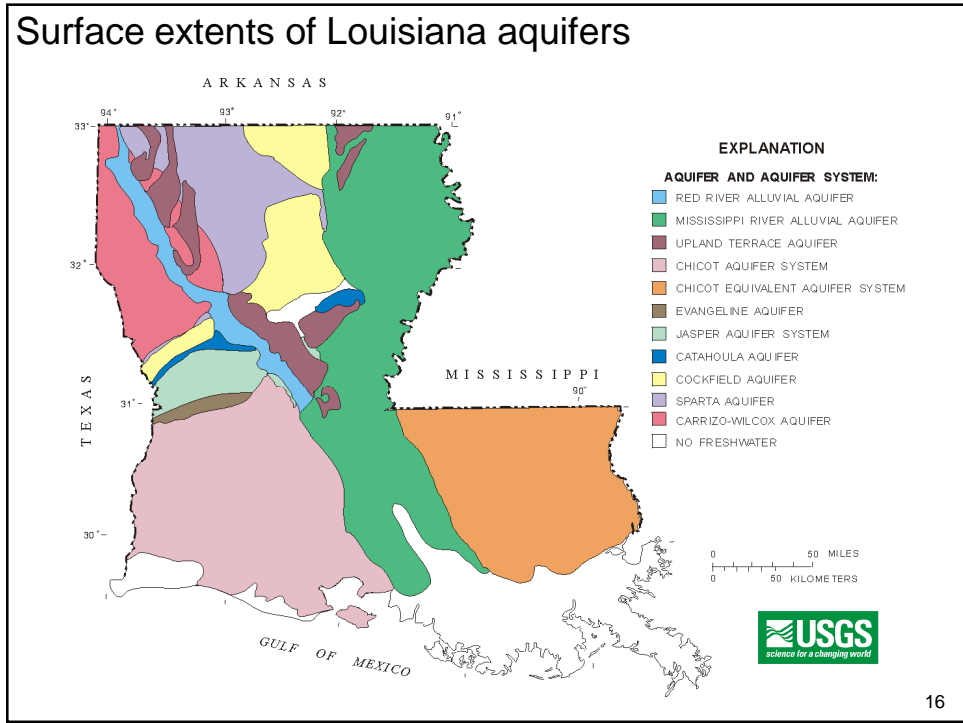 Surface extents of Louisiana aquifers
ARKANSAS
94°
93°
92°
91°
33°
32°
31°
30°
90°
TEXAS
MISSISSIPPI
GULF OF MEXICO
EXPLANATION
AQUIFER AND AQUIFER SYSTEM:
RED RIVER ALLUVIAL AQUIFER
MISSISSIPPI RIVER ALLUVIAL AQUIFER
UPLAND TERRACE AQUIFER
CHICOT AQUIFER SYSTEM
CHICOT EQUIVALENT AQUIFER SYSTEM
EVANGELINE AQUIFER
JASPER AQUIFER SYSTEM
CATAHOULA AQUIFER
COCKFIELD AQUIFER
SPARTA AQUIFER
CARRIZO-WILCOX AQUIFER
NO FRESHWATER
0 50 MILES
0 50 KILOMETERS
USGS
science for a changing world
16